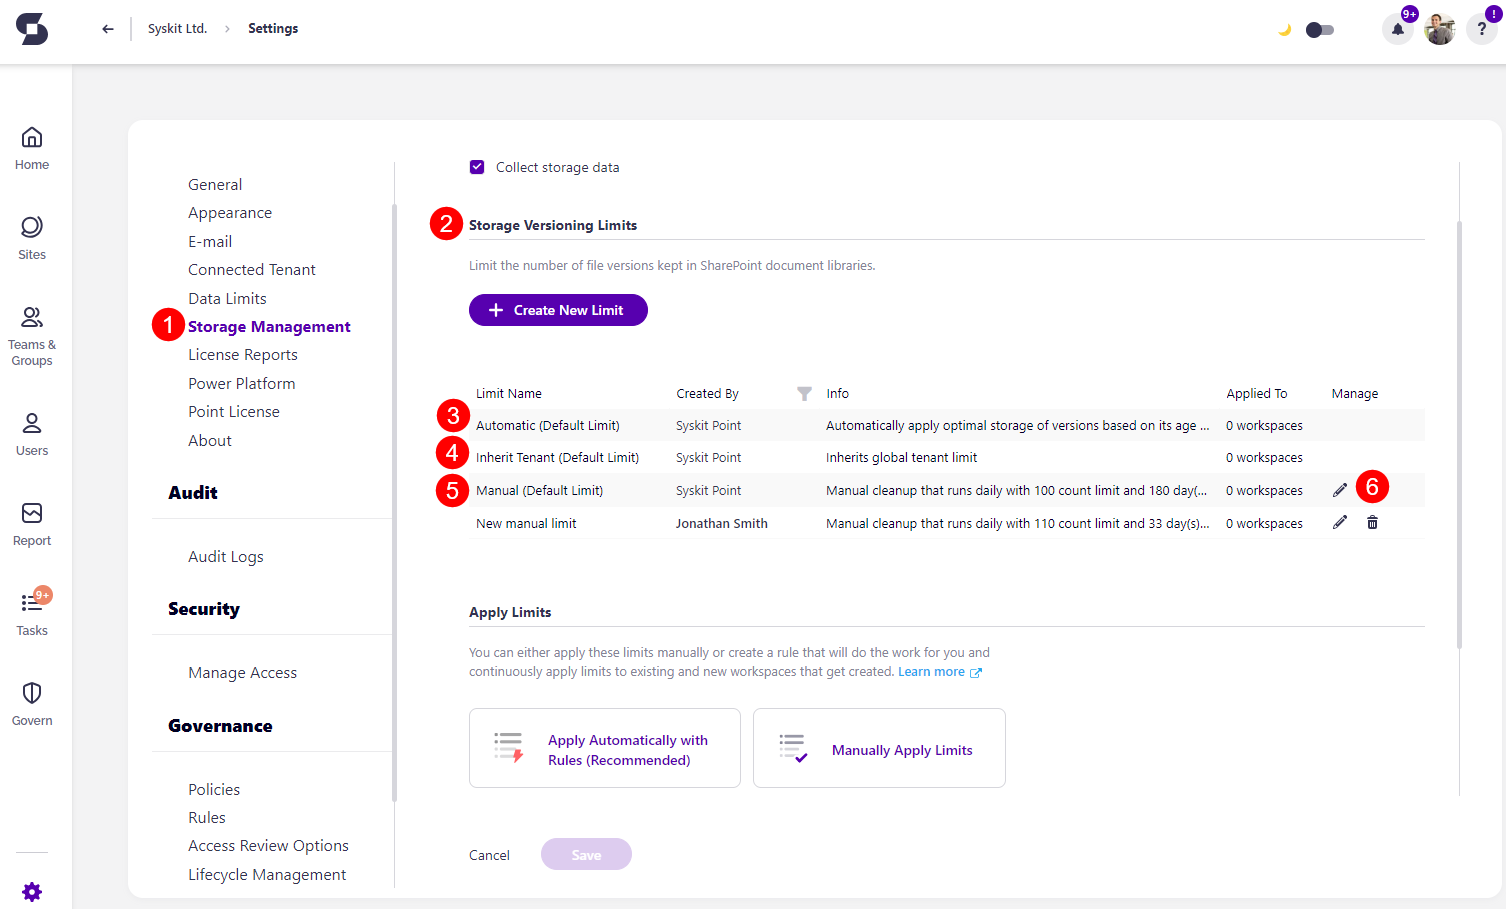 Syskit Ltd. > Settings
9+
?
!
Home
Sites
Teams &
Groups
Users
Report
9+
Tasks
Govern
General
Appearance
E-mail
Connected Tenant
Data Limits
1 Storage Management
License Reports
Power Platform
Point License
About
Audit
Audit Logs
Security
Manage Access
Governance
Policies
Rules
Access Review Options
Lifecycle Management
Collect storage data
2 Storage Versioning Limits
Limit the number of file versions kept in SharePoint document libraries.
+ Create New Limit
Limit Name Created By Info Applied To Manage
3 Automatic (Default Limit) Syskit Point Automatically apply optimal storage of versions based on its age ... 0 workspaces
4 Inherit Tenant (Default Limit) Syskit Point Inherits global tenant limit 0 workspaces
5 Manual (Default Limit) Syskit Point Manual cleanup that runs daily with 100 count limit and 180 day(... 0 workspaces 6
New manual limit Jonathan Smith Manual cleanup that runs daily with 110 count limit and 33 day(s)... 0 workspaces
Apply Limits
You can either apply these limits manually or create a rule that will do the work for you and
continuously apply limits to existing and new workspaces that get created. Learn more
Apply Automatically with
Rules (Recommended)
Manually Apply Limits
Cancel Save